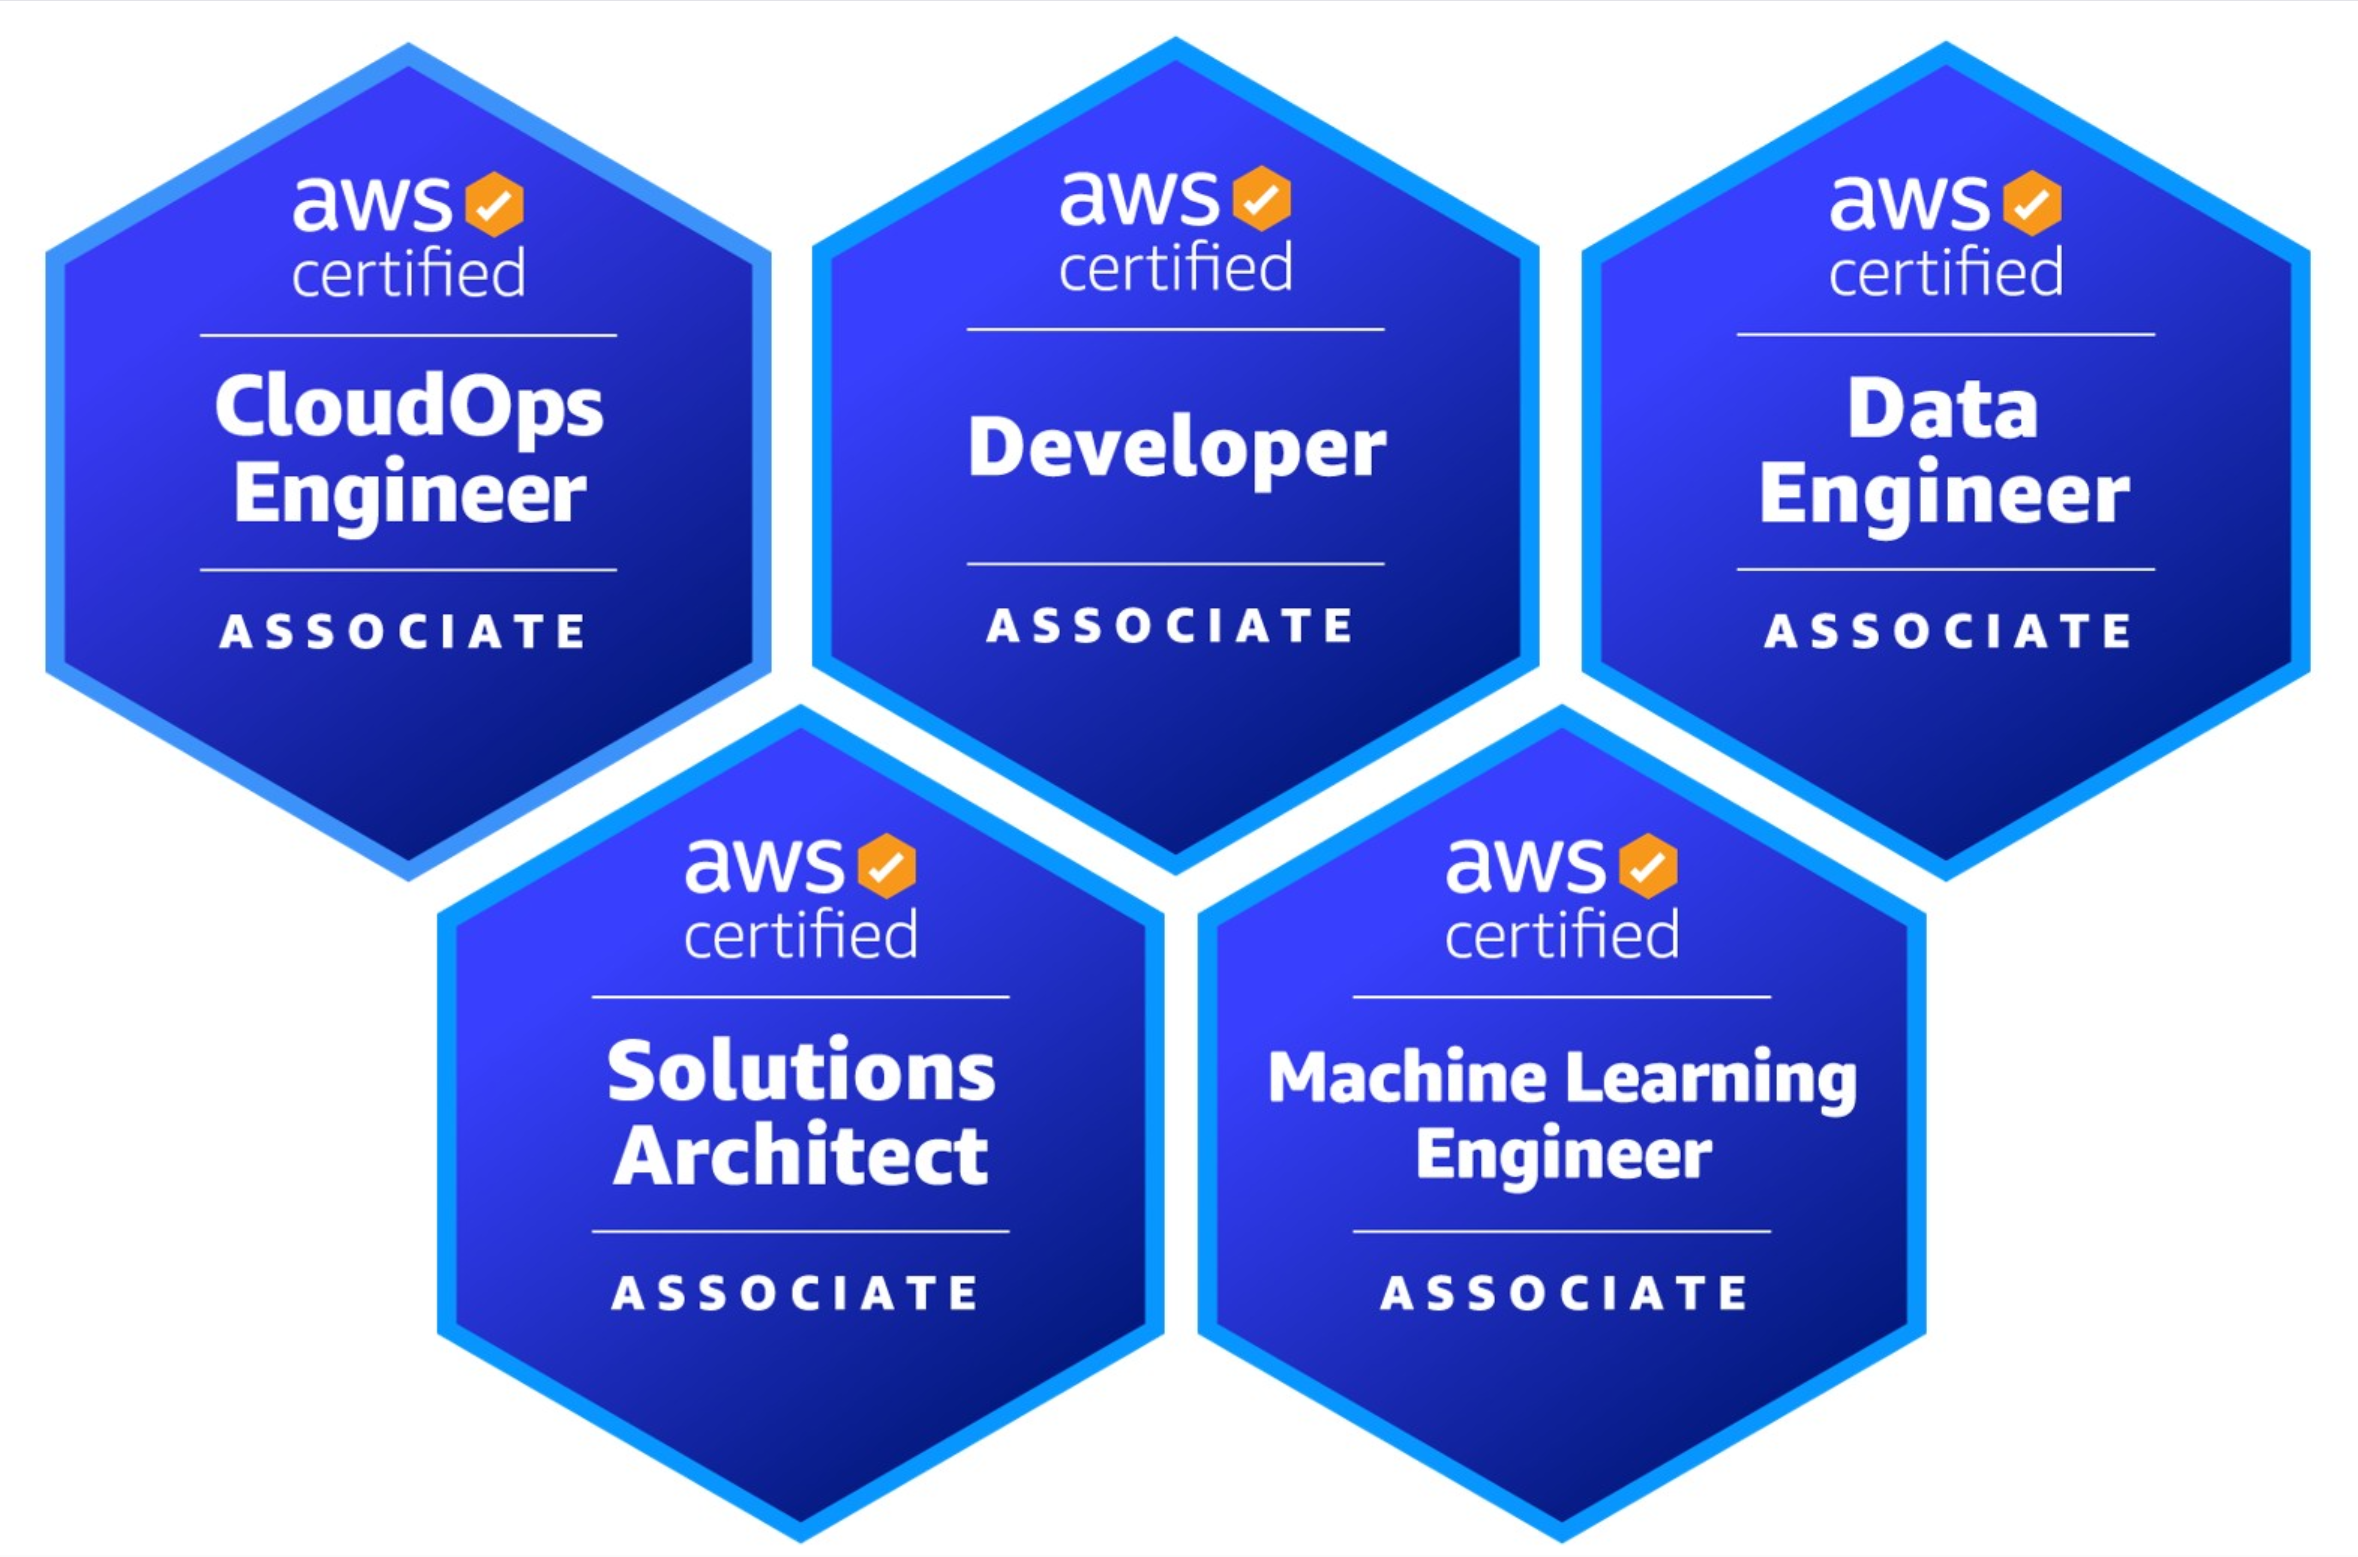 aws
certified
CloudOps
Engineer
ASSOCIATE
aws
certified
Developer
ASSOCIATE
aws
certified
Data
Engineer
ASSOCIATE
aws
certified
Solutions
Architect
ASSOCIATE
aws
certified
Machine Learning
Engineer
ASSOCIATE